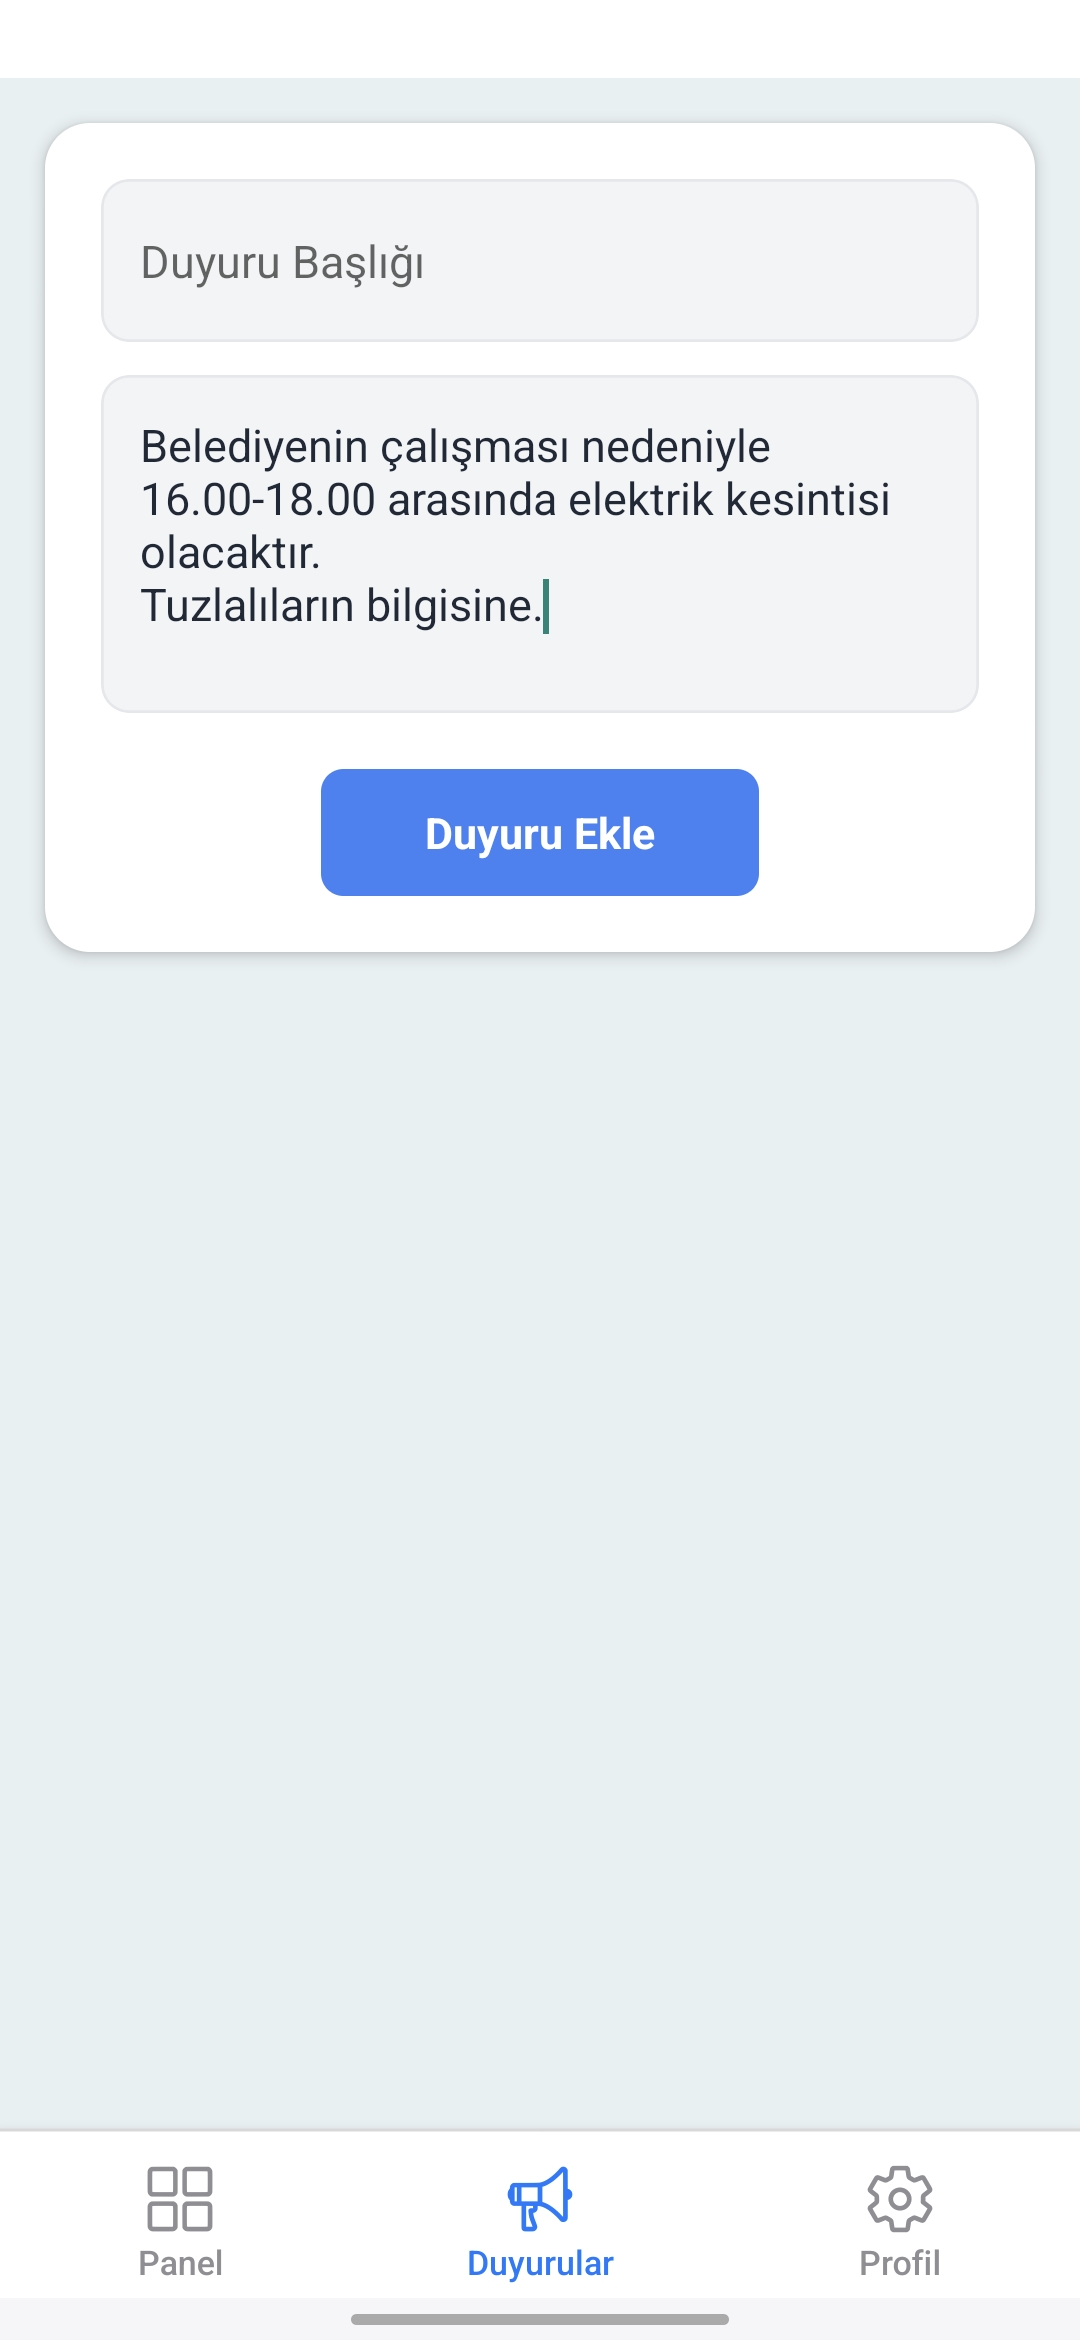 Duyuru Başlığı
Belediyenin çalışması nedeniyle
16.00-18.00 arasında elektrik kesintisi
olacaktır.
Tuzlalıların bilgisine.
Duyuru Ekle
Panel
Duyurular
Profil